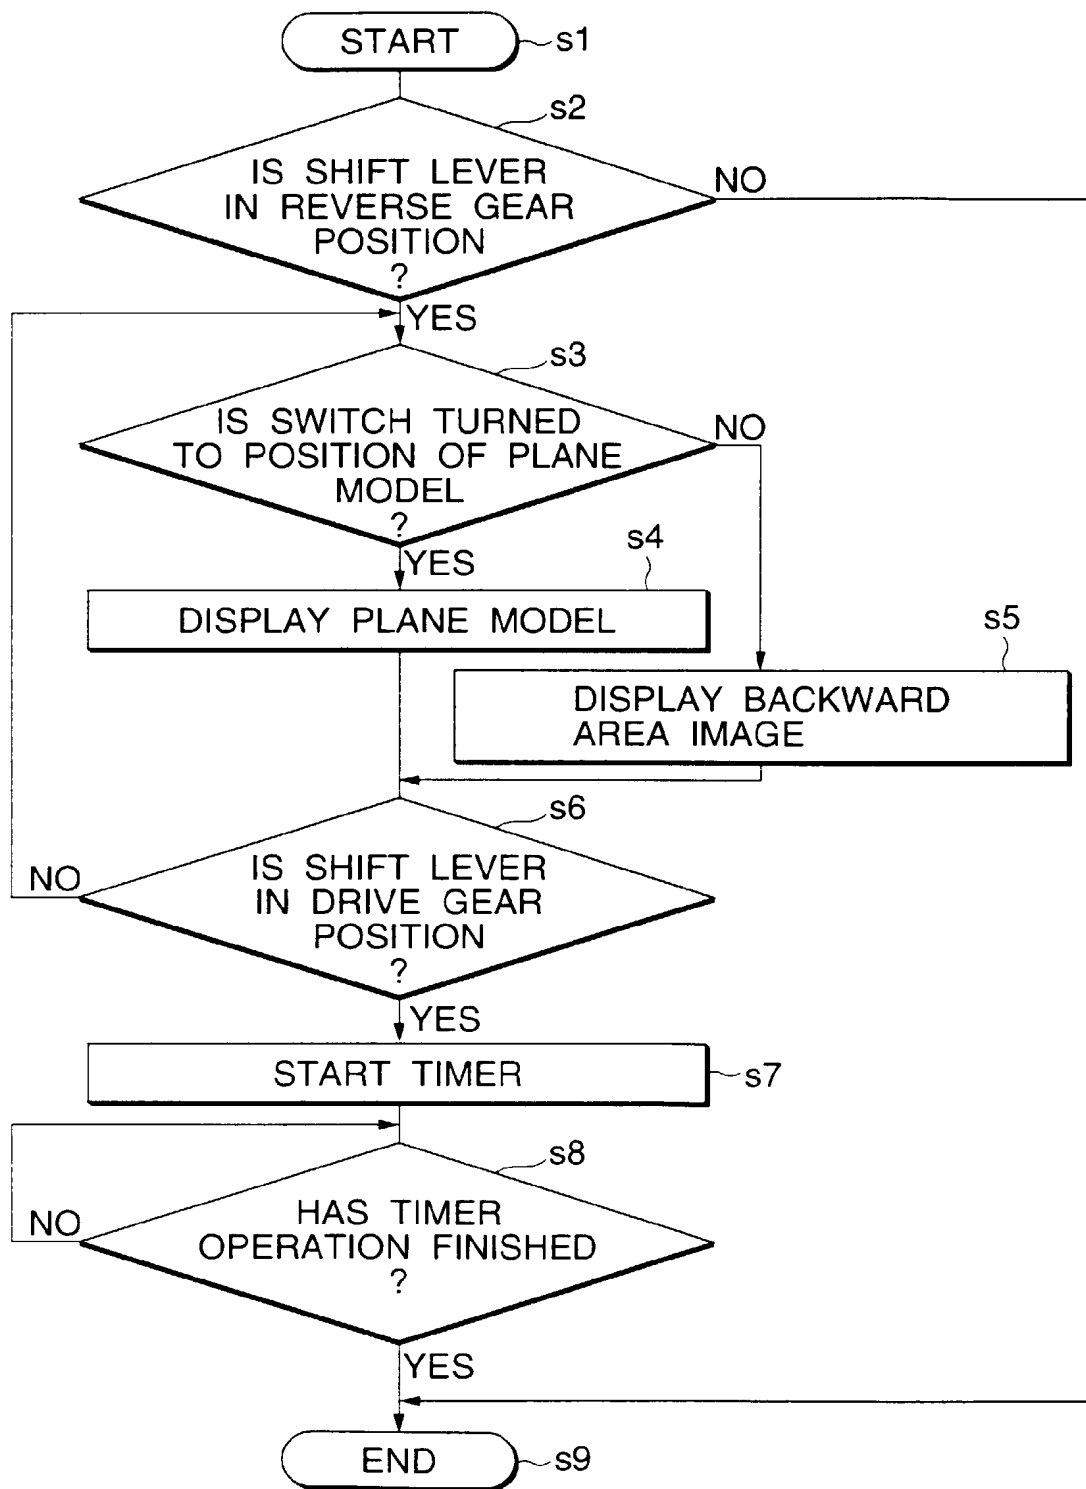 START
s1
s2
IS SHIFT LEVER
IN REVERSE GEAR
POSITION
?
NO
YES
s3
IS SWITCH TURNED
TO POSITION OF PLANE
MODEL
?
NO
YES
s4
DISPLAY PLANE MODEL
s5
DISPLAY BACKWARD
AREA IMAGE
s6
IS SHIFT LEVER
IN DRIVE GEAR
POSITION
?
NO
YES
START TIMER
s7
s8
HAS TIMER
OPERATION FINISHED
?
NO
YES
END
s9